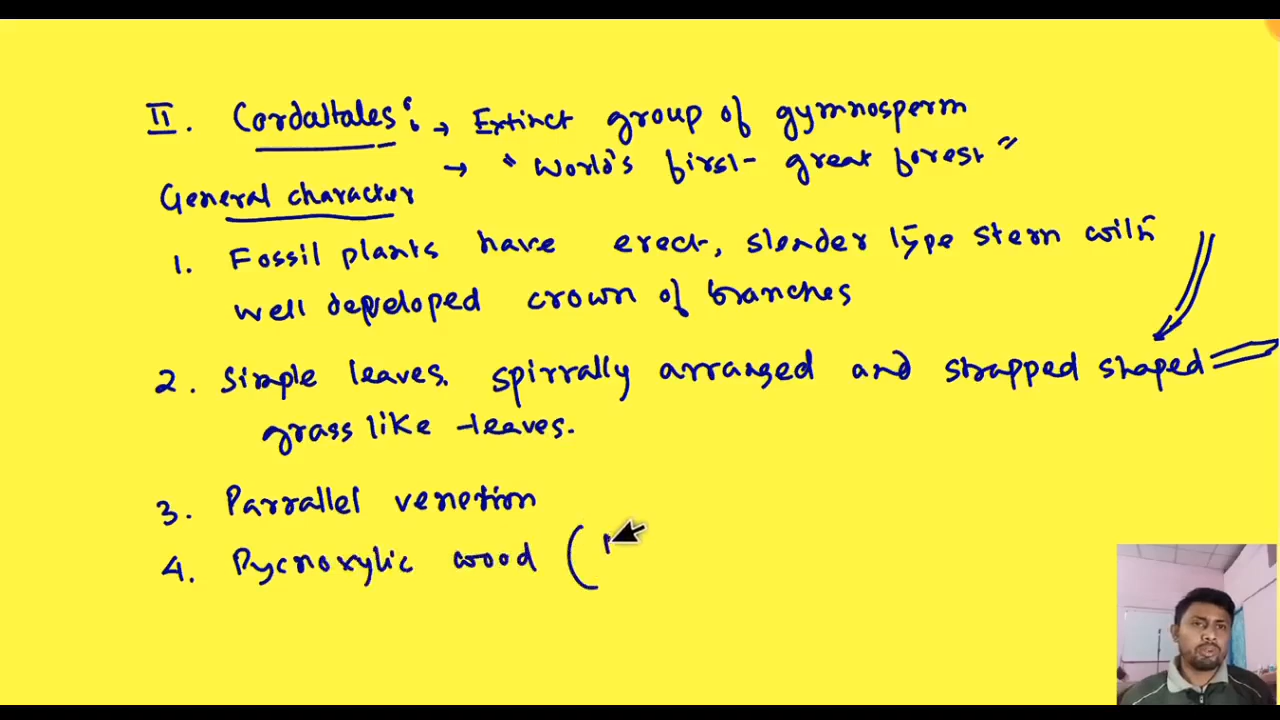 II. Cordaltales: → Extinct group of gymnosperm
→ "World's first great forest"
General character
1. Fossil plants have erect, slender type stem with
well developed crown of branches
2. Simple leaves. spirrally arranged and strapped shaped
grass like leaves.
3. Parrallel venetion
4. Pycnoxylic wood (